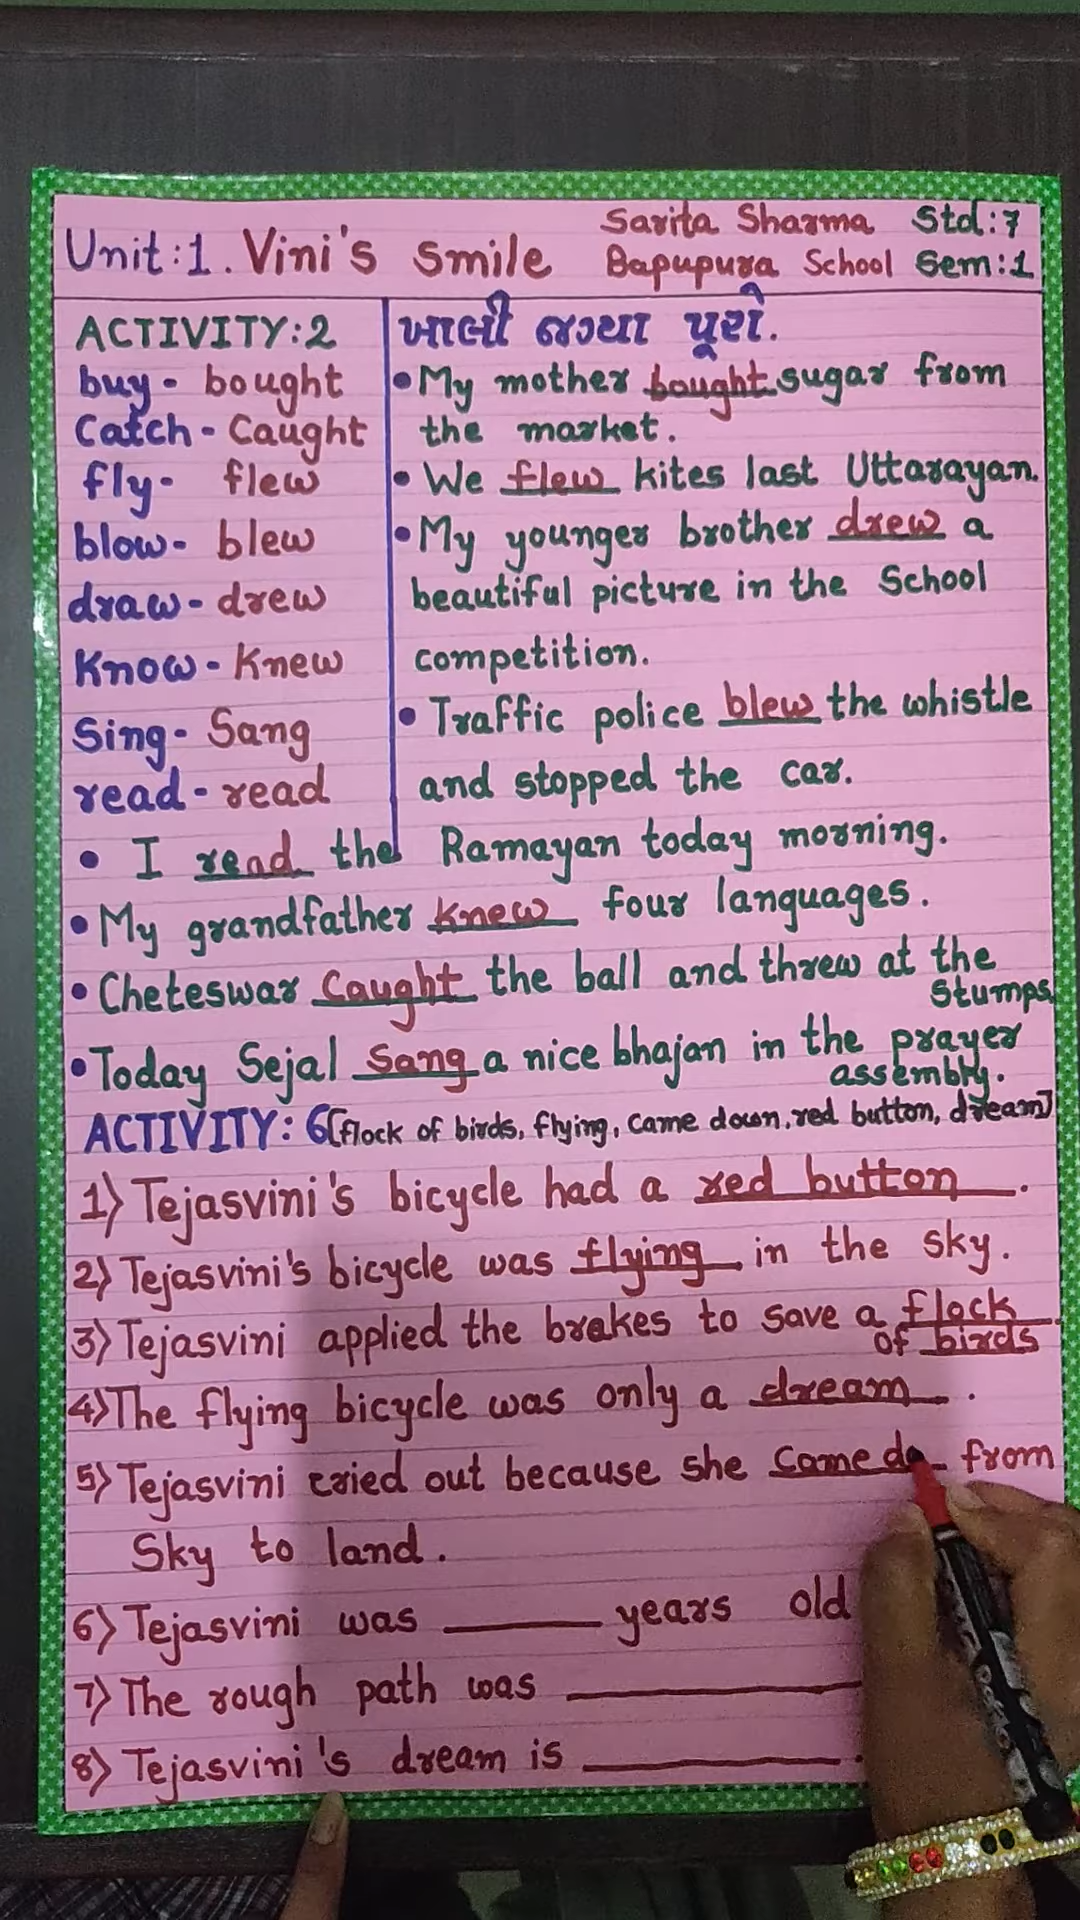 Sarita Sharma Std:7
Unit:1. Vini's Smile Bapupura School Sem:1
ACTIVITY:2
buy- bought
Catch- Caught
fly- flew
blow- blew
draw- drew
Know- Knew
Sing- Sang
read- read
ખાલી જગ્યા પૂરો.
•My mother bought sugar from
the market.
•We flew kites last Uttarayan.
•My younger brother drew a
beautiful picture in the School
competition.
•Traffic police blew the whistle
and stopped the car.
• I read the Ramayan today morning.
•My grandfather Knew four languages.
•Cheteswar Caught the ball and threw at the
Stumps.
•Today Sejal Sang a nice bhajan in the prayer
assembly.
ACTIVITY: 6[flock of birds, flying, Came down, red button, dream]
1) Tejasvini's bicycle had a red button.
2) Tejasvini's bicycle was flying in the sky.
3) Tejasvini applied the brakes to save a flock
of birds.
4) The flying bicycle was only a dream.
5) Tejasvini cried out because she Came do from
Sky to land.
6) Tejasvini was ______ years old
7) The rough path was ______
8) Tejasvini's dream is ______.